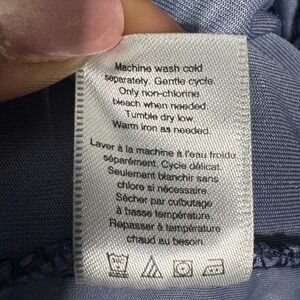 Machine wash cold
separately. Gentle cycle.
Only non-chlorine
bleach when needed.
Tumble dry low.
Warm iron as needed.
Laver à la machine à l'eau froide
séparément. Cycle délicat.
Seulement blanchir sans
chlore si nécessaire.
Sécher par culbutage
à basse température.
Repasser à température
chaud au besoin.